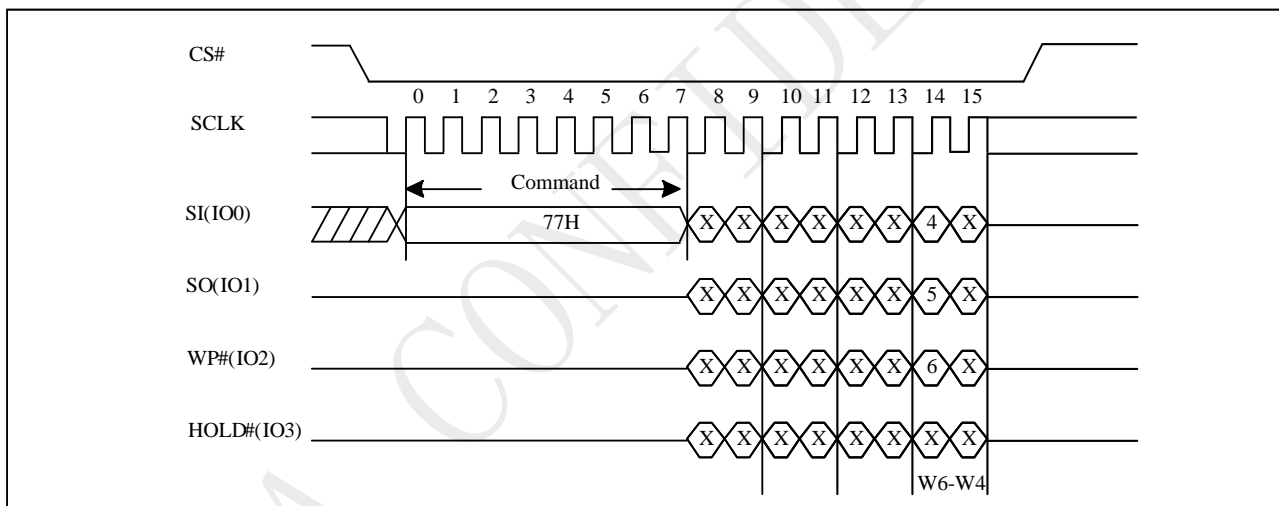 CS#
0 1 2 3 4 5 6 7 8 9 10 11 12 13 14 15
SCLK
Command
SI(IO0) 77H X X X X X X 4 X
SO(IO1) X X X X X X 5 X
WP#(IO2) X X X X X X 6 X
HOLD#(IO3) X X X X X X X X
W6-W4